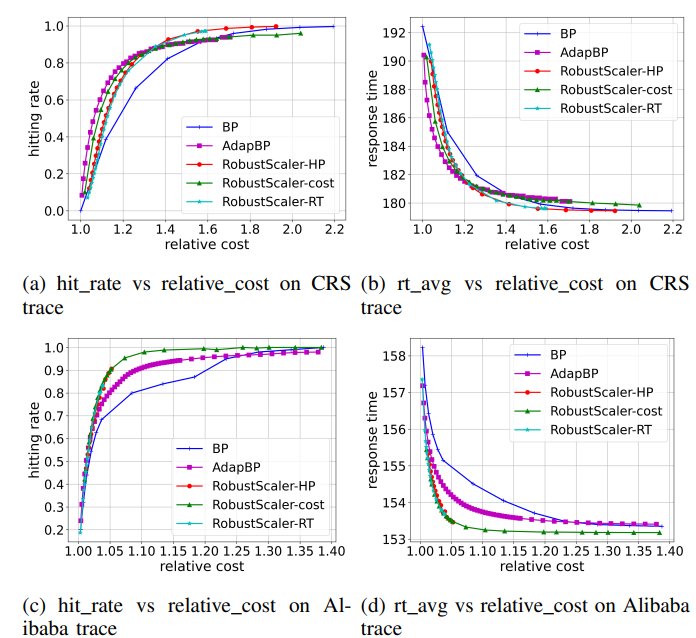 1.0
0.8
0.6
0.4
0.2
0.0
hitting rate
BP
AdapBP
RobustScaler-HP
RobustScaler-cost
RobustScaler-RT
1.0 1.2 1.4 1.6 1.8 2.0 2.2
relative cost
192
190
188
186
184
182
180
response time
BP
AdapBP
RobustScaler-HP
RobustScaler-cost
RobustScaler-RT
1.0 1.2 1.4 1.6 1.8 2.0 2.2
relative cost
(a) hit_rate vs relative_cost on CRS
trace
(b) rt_avg vs relative_cost on CRS
trace
1.0
0.9
0.8
0.7
0.6
0.5
0.4
0.3
0.2
hitting rate
BP
AdapBP
RobustScaler-HP
RobustScaler-cost
RobustScaler-RT
1.00 1.05 1.10 1.15 1.20 1.25 1.30 1.35 1.40
relative cost
158
157
156
155
154
153
response time
BP
AdapBP
RobustScaler-HP
RobustScaler-cost
RobustScaler-RT
1.00 1.05 1.10 1.15 1.20 1.25 1.30 1.35 1.40
relative cost
(c) hit_rate vs relative_cost on Al-
ibaba trace
(d) rt_avg vs relative_cost on Alibaba
trace